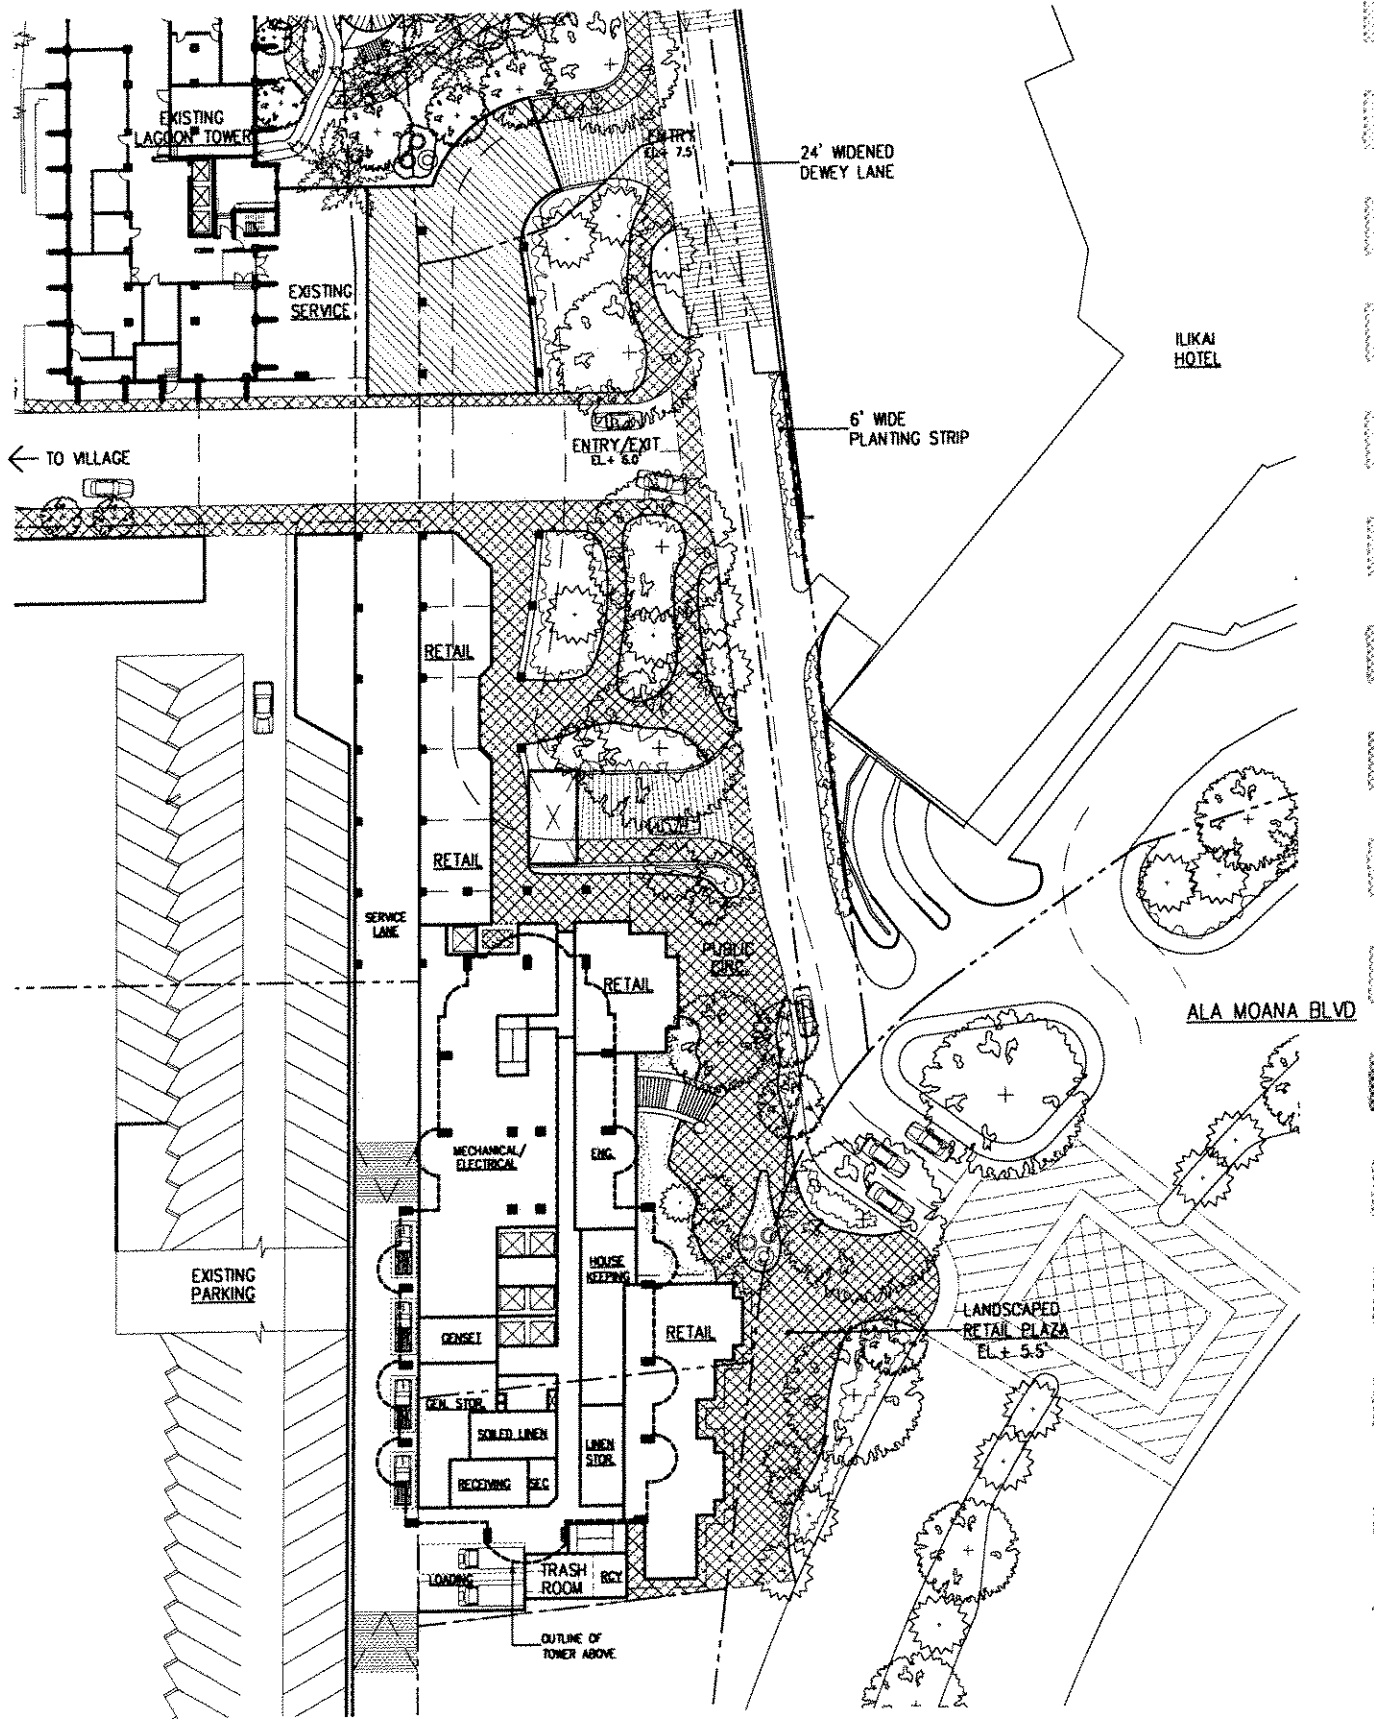 EXISTING
LAGOON TOWER
ENTRY
EL.+ 7.5'
24' WIDENED
DEWEY LANE
EXISTING
SERVICE
ILIKAI
HOTEL
6' WIDE
PLANTING STRIP
TO VILLAGE
ENTRY/EXIT
EL.+ 6.0'
RETAIL
RETAIL
SERVICE
LANE
PUBLIC
CIRC.
RETAIL
ALA MOANA BLVD
MECHANICAL/
ELECTRICAL
ENG.
HOUSE
KEEPING
EXISTING
PARKING
LANDSCAPED
RETAIL PLAZA
EL.+ 5.5'
GENSET
RETAIL
GEN. STOR.
SOILED LINEN
LINEN
STOR.
RECEIVING
SEC
LOADING
TRASH
ROOM
RCY
OUTLINE OF
TOWER ABOVE